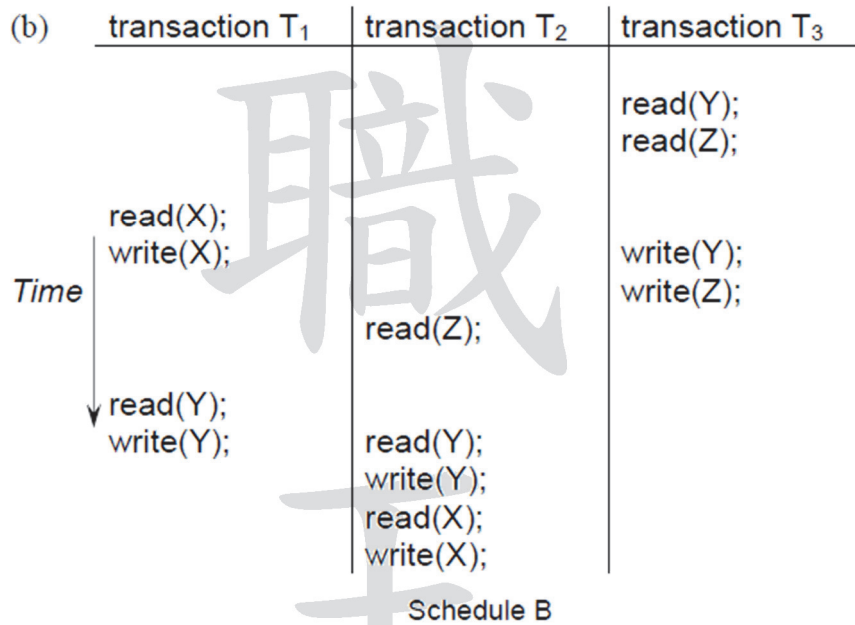 (b) transaction T₁ transaction T₂ transaction T₃
read(Y);
read(Z);
read(X);
write(X); write(Y);
Time write(Z);
read(Z);
read(Y);
write(Y); read(Y);
write(Y);
read(X);
write(X);
Schedule B
職
工